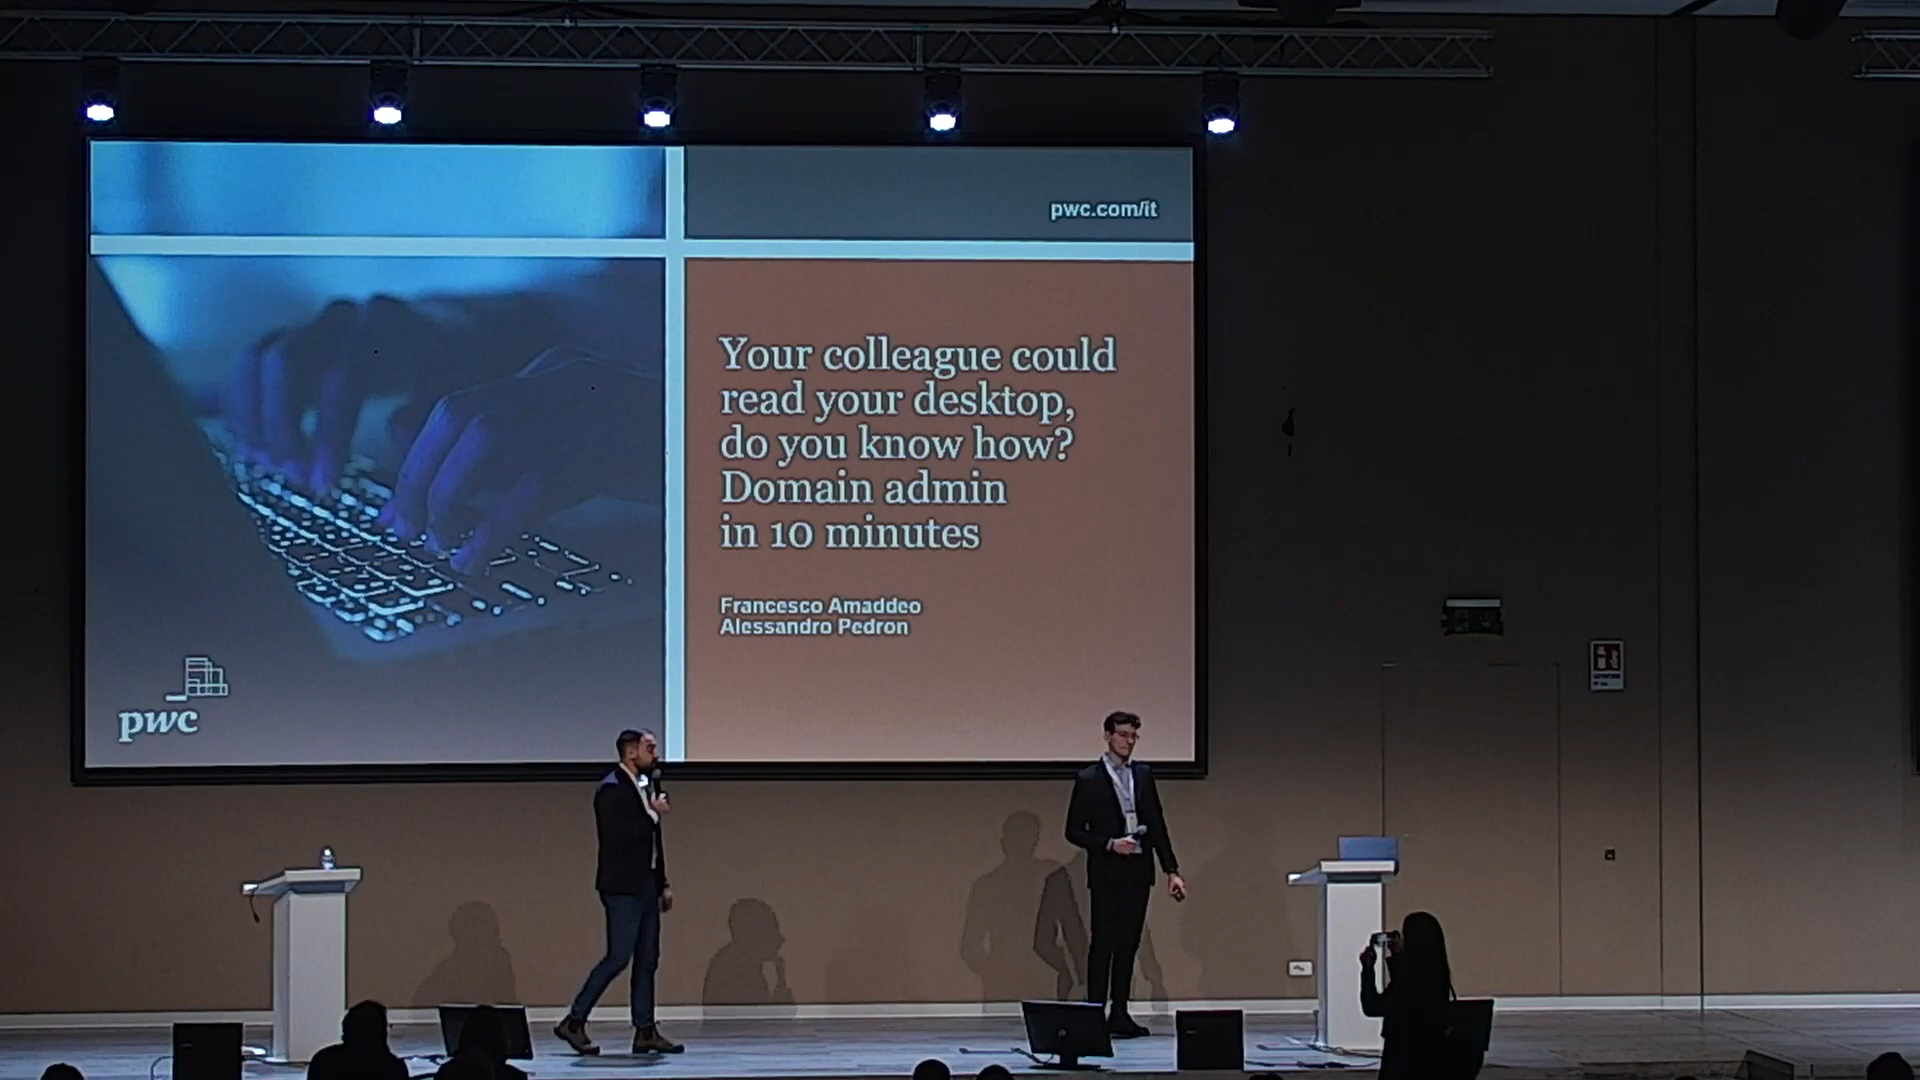 pwc.com/it
Your colleague could
read your desktop,
do you know how?
Domain admin
in 10 minutes
Francesco Amaddeo
Alessandro Pedron
pwc